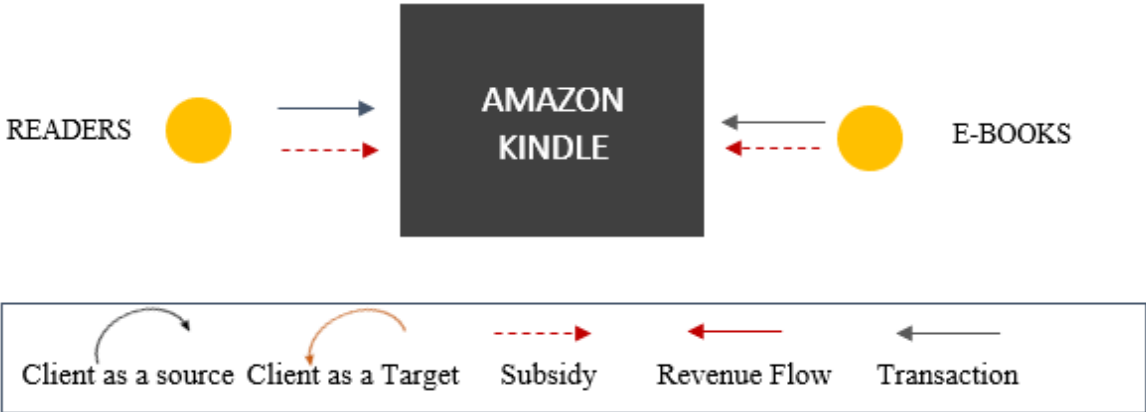 AMAZON
KINDLE
READERS
E-BOOKS
Client as a source
Client as a Target
Subsidy
Revenue Flow
Transaction